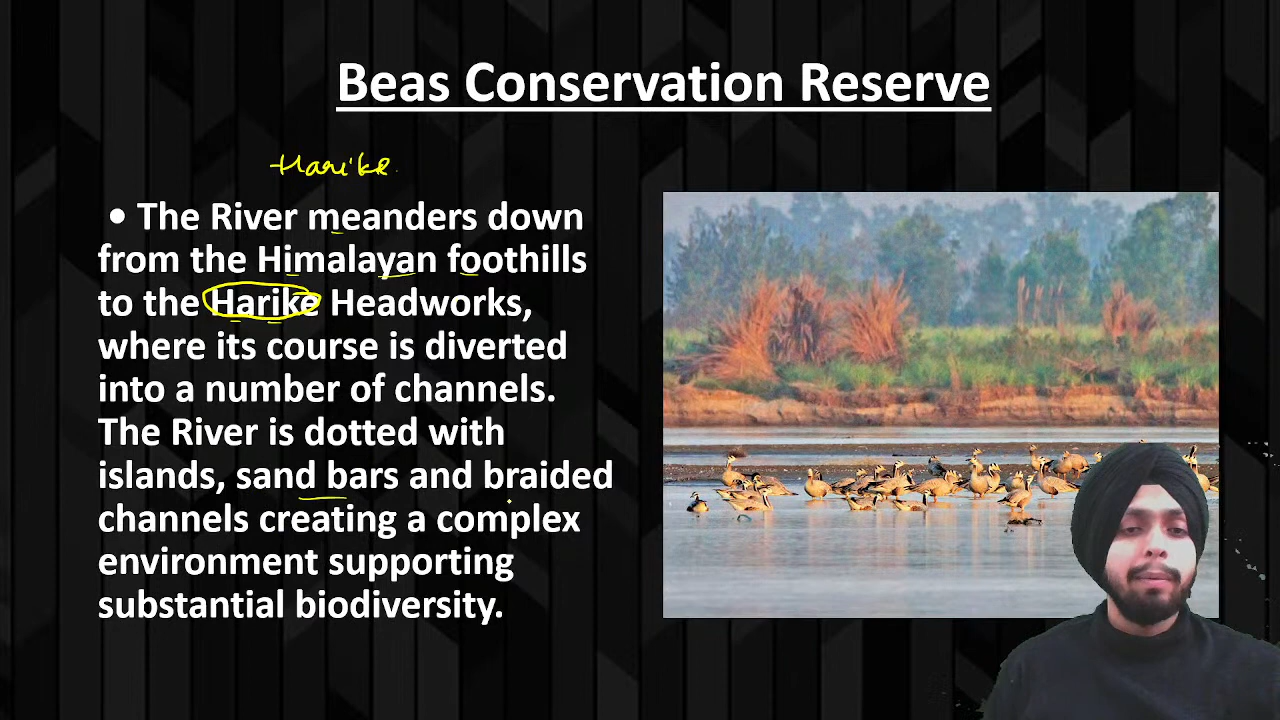 Beas Conservation Reserve
Harike
• The River meanders down
from the Himalayan foothills
to the Harike Headworks,
where its course is diverted
into a number of channels.
The River is dotted with
islands, sand bars and braided
channels creating a complex
environment supporting
substantial biodiversity.